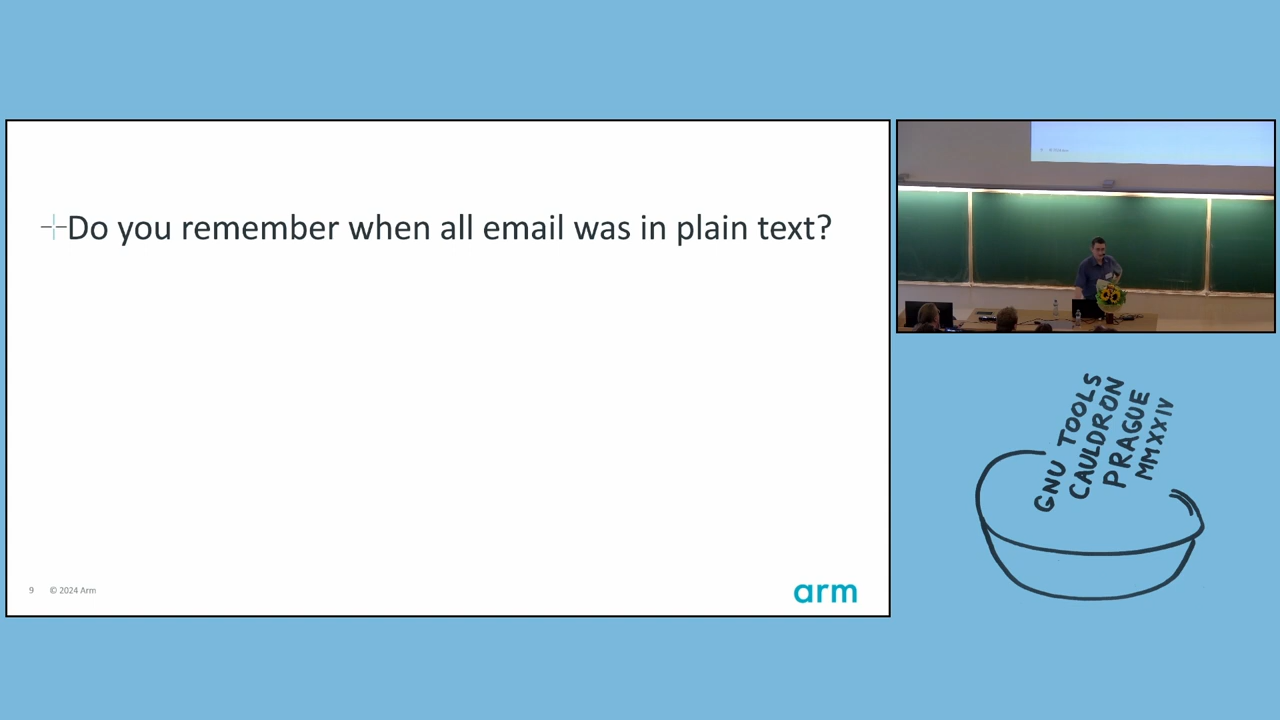 Do you remember when all email was in plain text?
9 © 2024 Arm
arm
GNU TOOLS
CAULDRON
PRAGUE
MMXXIV